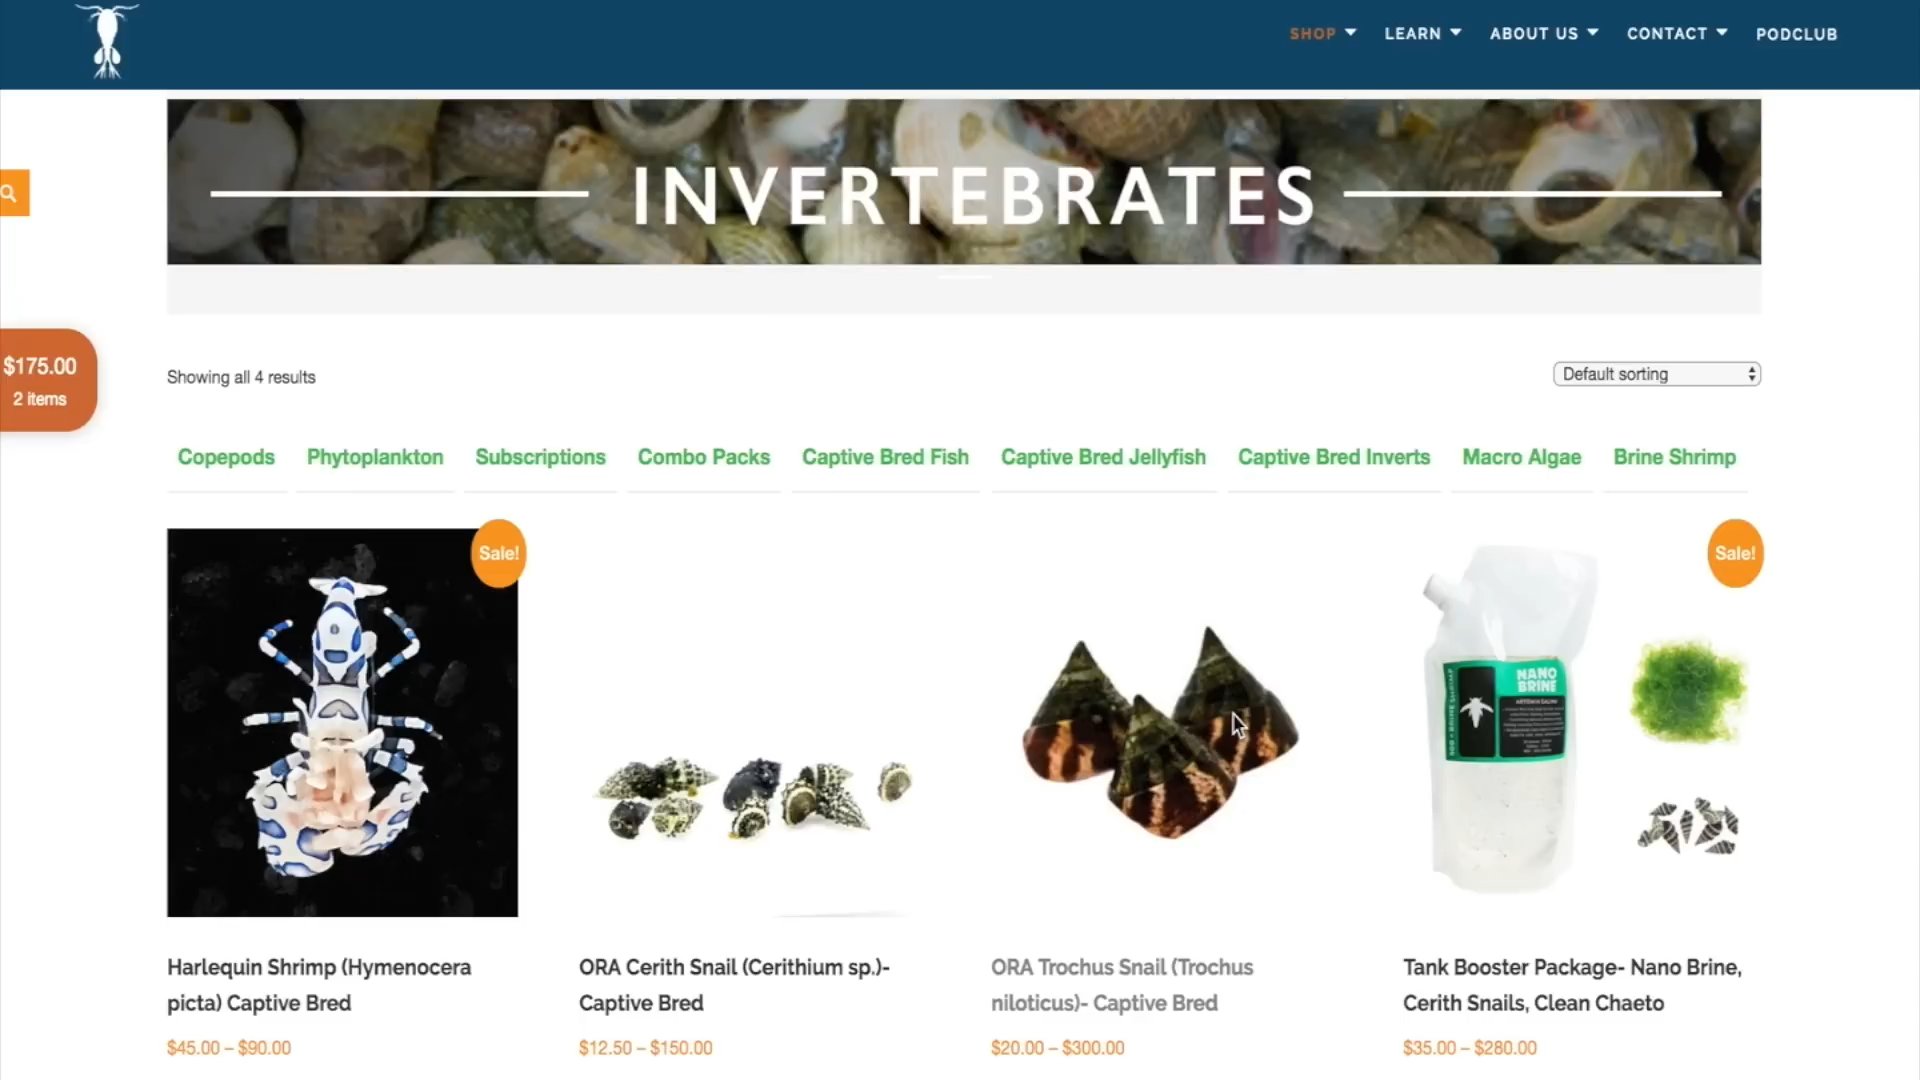 SHOP LEARN ABOUT US CONTACT PODCLUB
INVERTEBRATES
$175.00
2 items
Showing all 4 results
Default sorting
Copepods Phytoplankton Subscriptions Combo Packs Captive Bred Fish Captive Bred Jellyfish Captive Bred Inverts Macro Algae Brine Shrimp
Sale!
Sale!
NANO
BRINE
Harlequin Shrimp (Hymenocera
picta) Captive Bred
$45.00 – $90.00
ORA Cerith Snail (Cerithium sp.)-
Captive Bred
$12.50 – $150.00
ORA Trochus Snail (Trochus
niloticus)- Captive Bred
$20.00 – $300.00
Tank Booster Package- Nano Brine,
Cerith Snails, Clean Chaeto
$35.00 – $280.00